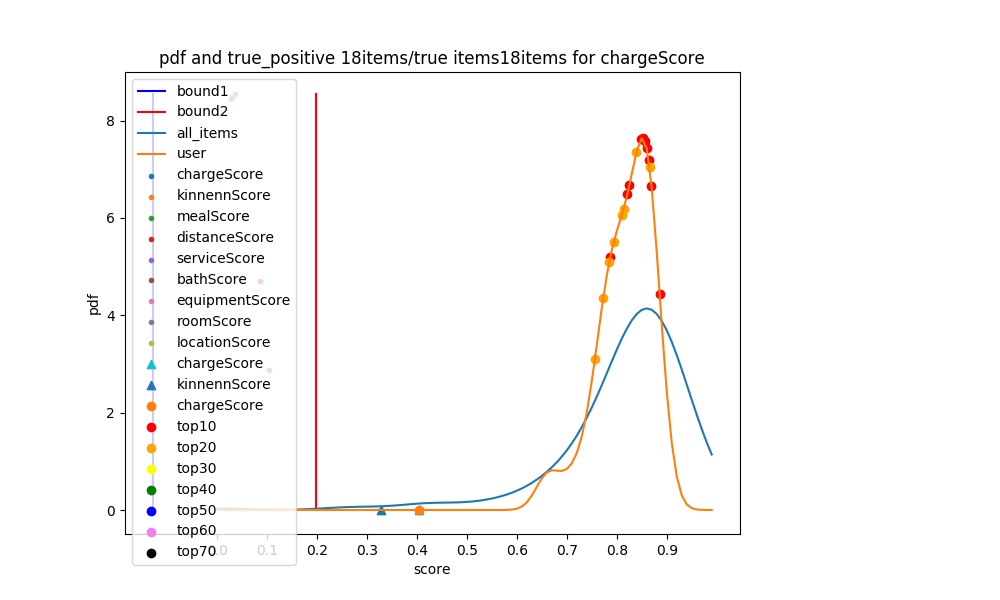 pdf and true_positive 18items/true items18items for chargeScore
bound1
bound2
all_items
user
chargeScore
kinnennScore
mealScore
distanceScore
serviceScore
bathScore
equipmentScore
roomScore
locationScore
chargeScore
kinnennScore
chargeScore
top10
top20
top30
top40
top50
top60
top70
8
6
4
2
0
pdf
0.0 0.1 0.2 0.3 0.4 0.5 0.6 0.7 0.8 0.9
score